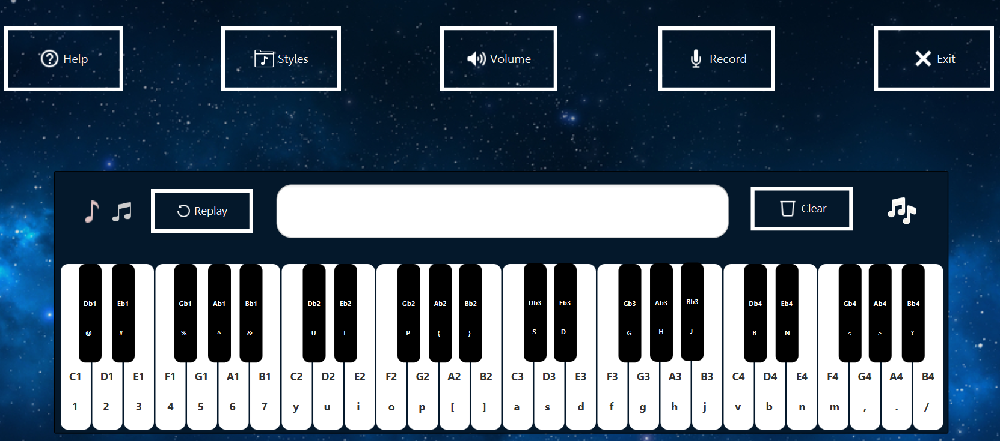 Help Styles Volume Record Exit
Replay Clear
Db1 Eb1 Gb1 Ab1 Bb1 Db2 Eb2 Gb2 Ab2 Bb2 Db3 Eb3 Gb3 Ab3 Bb3 Db4 Eb4 Gb4 Ab4 Bb4
@ # % ^ & U I P { } S D G H J B N < > ?
C1 D1 E1 F1 G1 A1 B1 C2 D2 E2 F2 G2 A2 B2 C3 D3 E3 F3 G3 A3 B3 C4 D4 E4 F4 G4 A4 B4
1 2 3 4 5 6 7 y u i o p [ ] a s d f g h j v b n m , . /